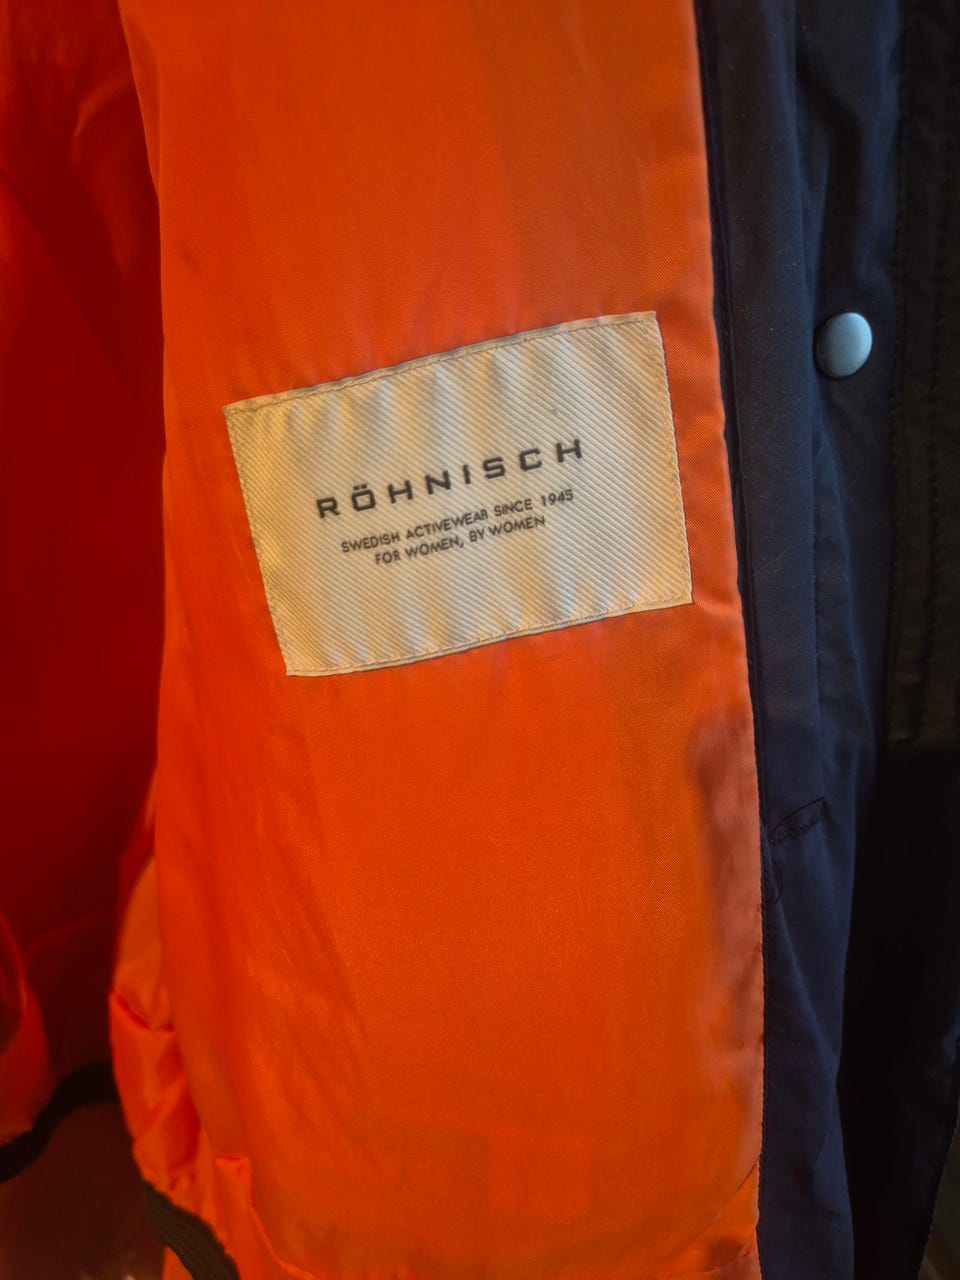 RÖHNISCH
SWEDISH ACTIVEWEAR SINCE 1945
FOR WOMEN, BY WOMEN